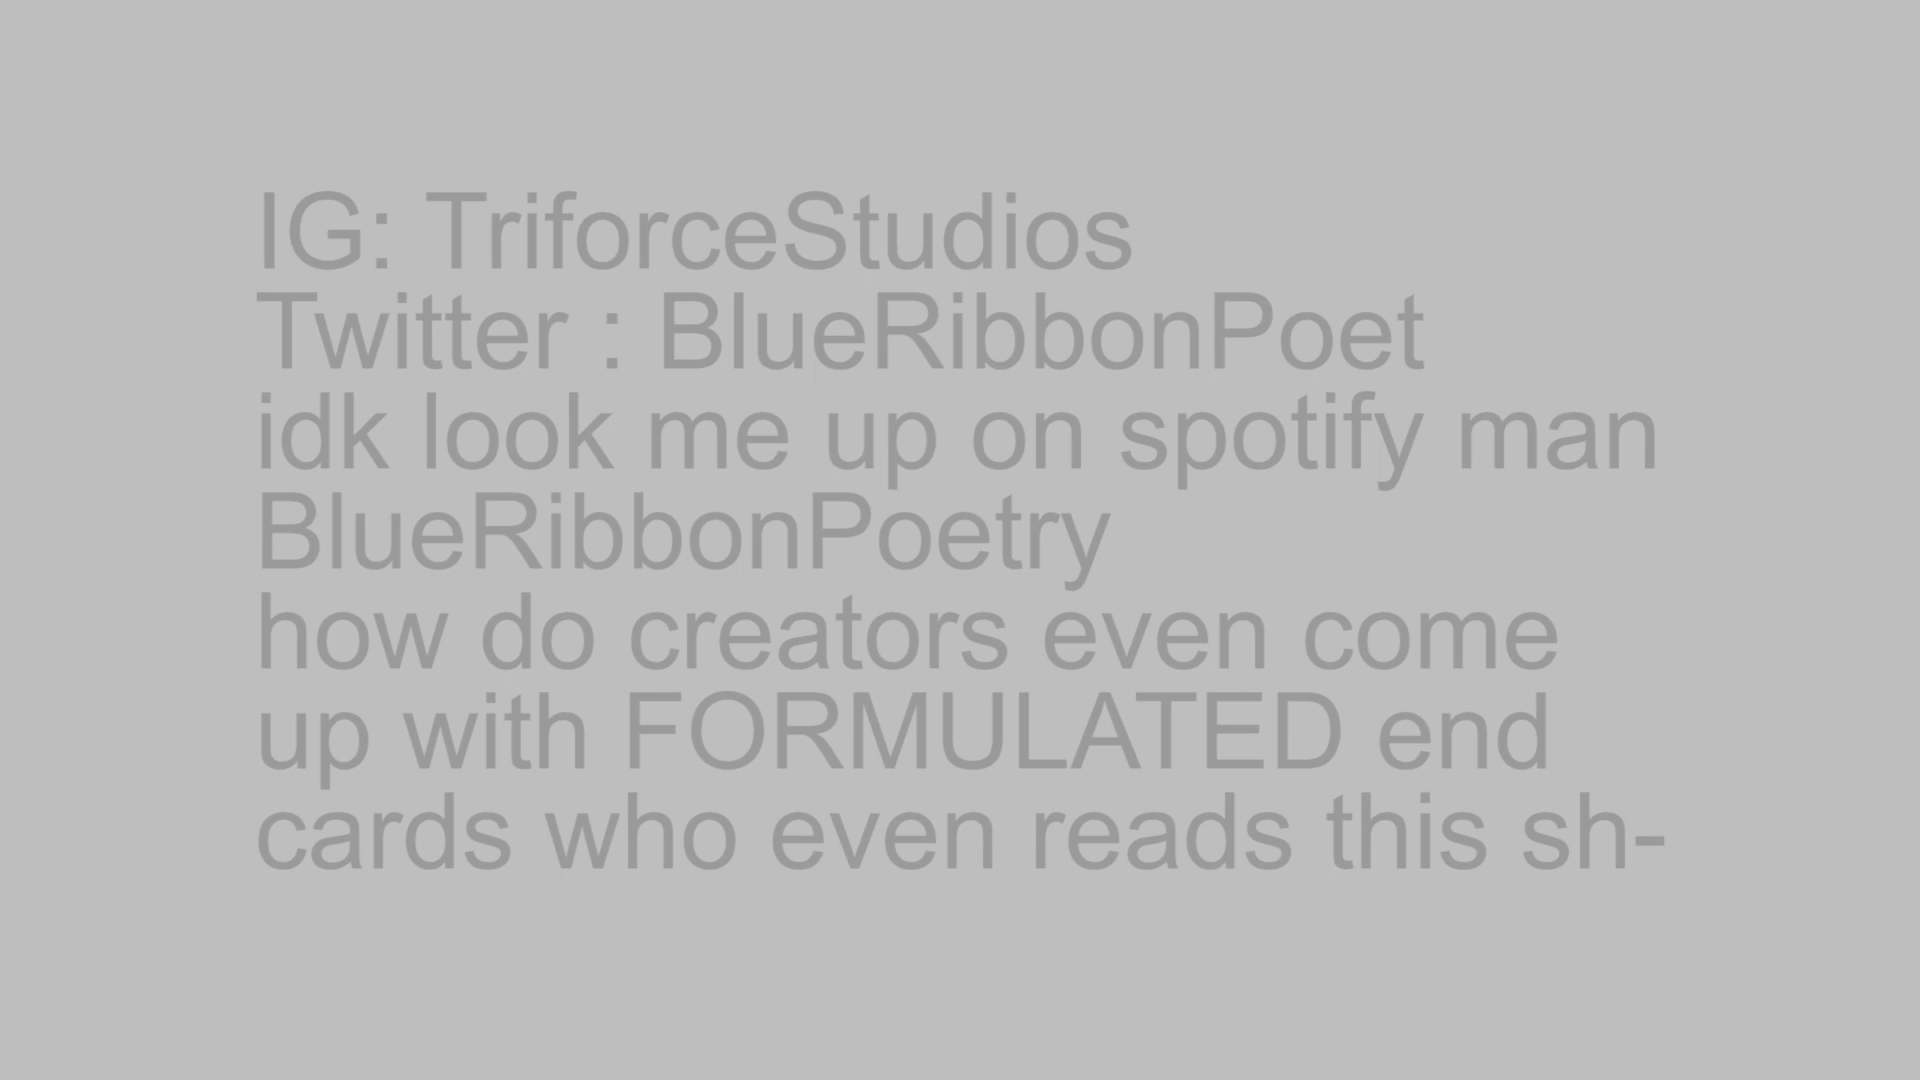 IG: TriforceStudios
Twitter : BlueRibbonPoet
idk look me up on spotify man
BlueRibbonPoetry
how do creators even come
up with FORMULATED end
cards who even reads this sh-